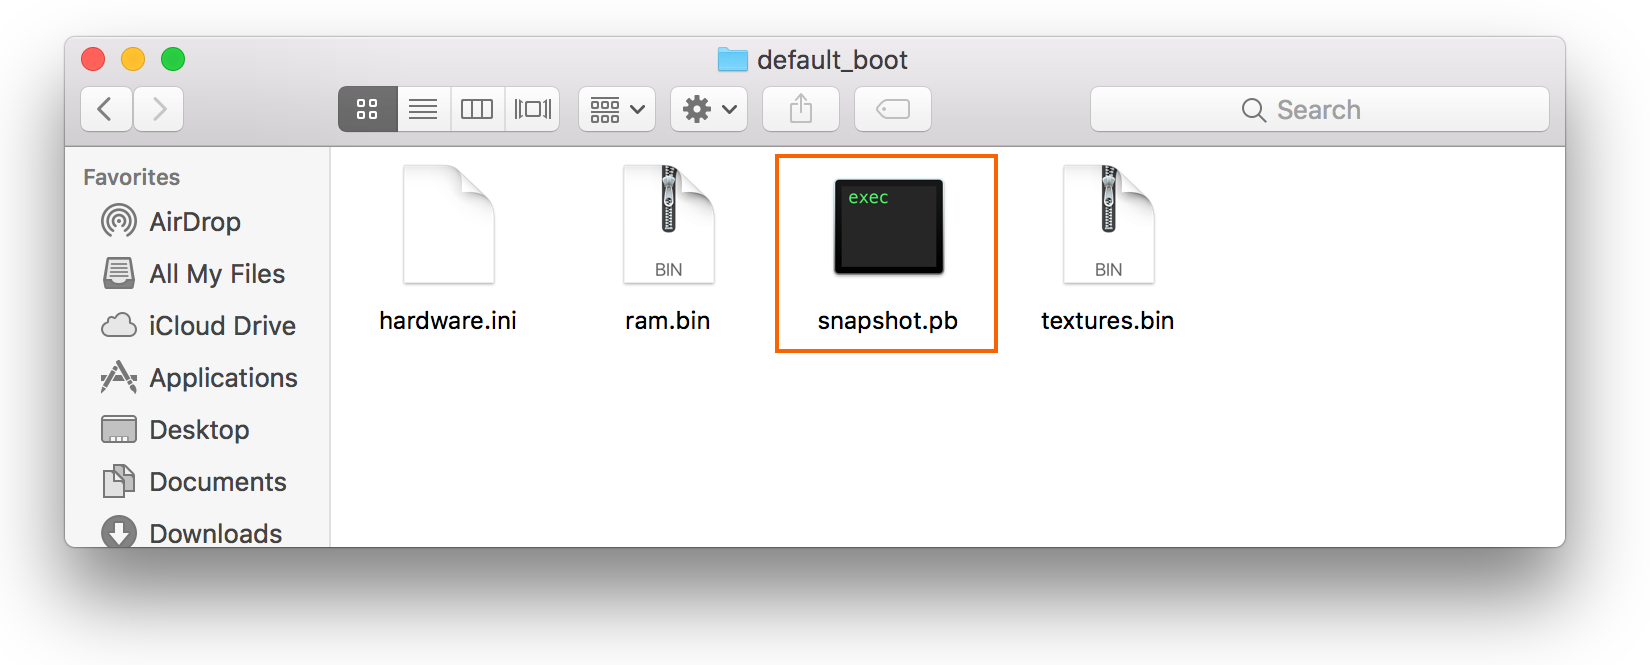 default_boot
Search
Favorites
AirDrop
All My Files
iCloud Drive
Applications
Desktop
Documents
Downloads
exec
BIN
BIN
hardware.ini
ram.bin
snapshot.pb
textures.bin